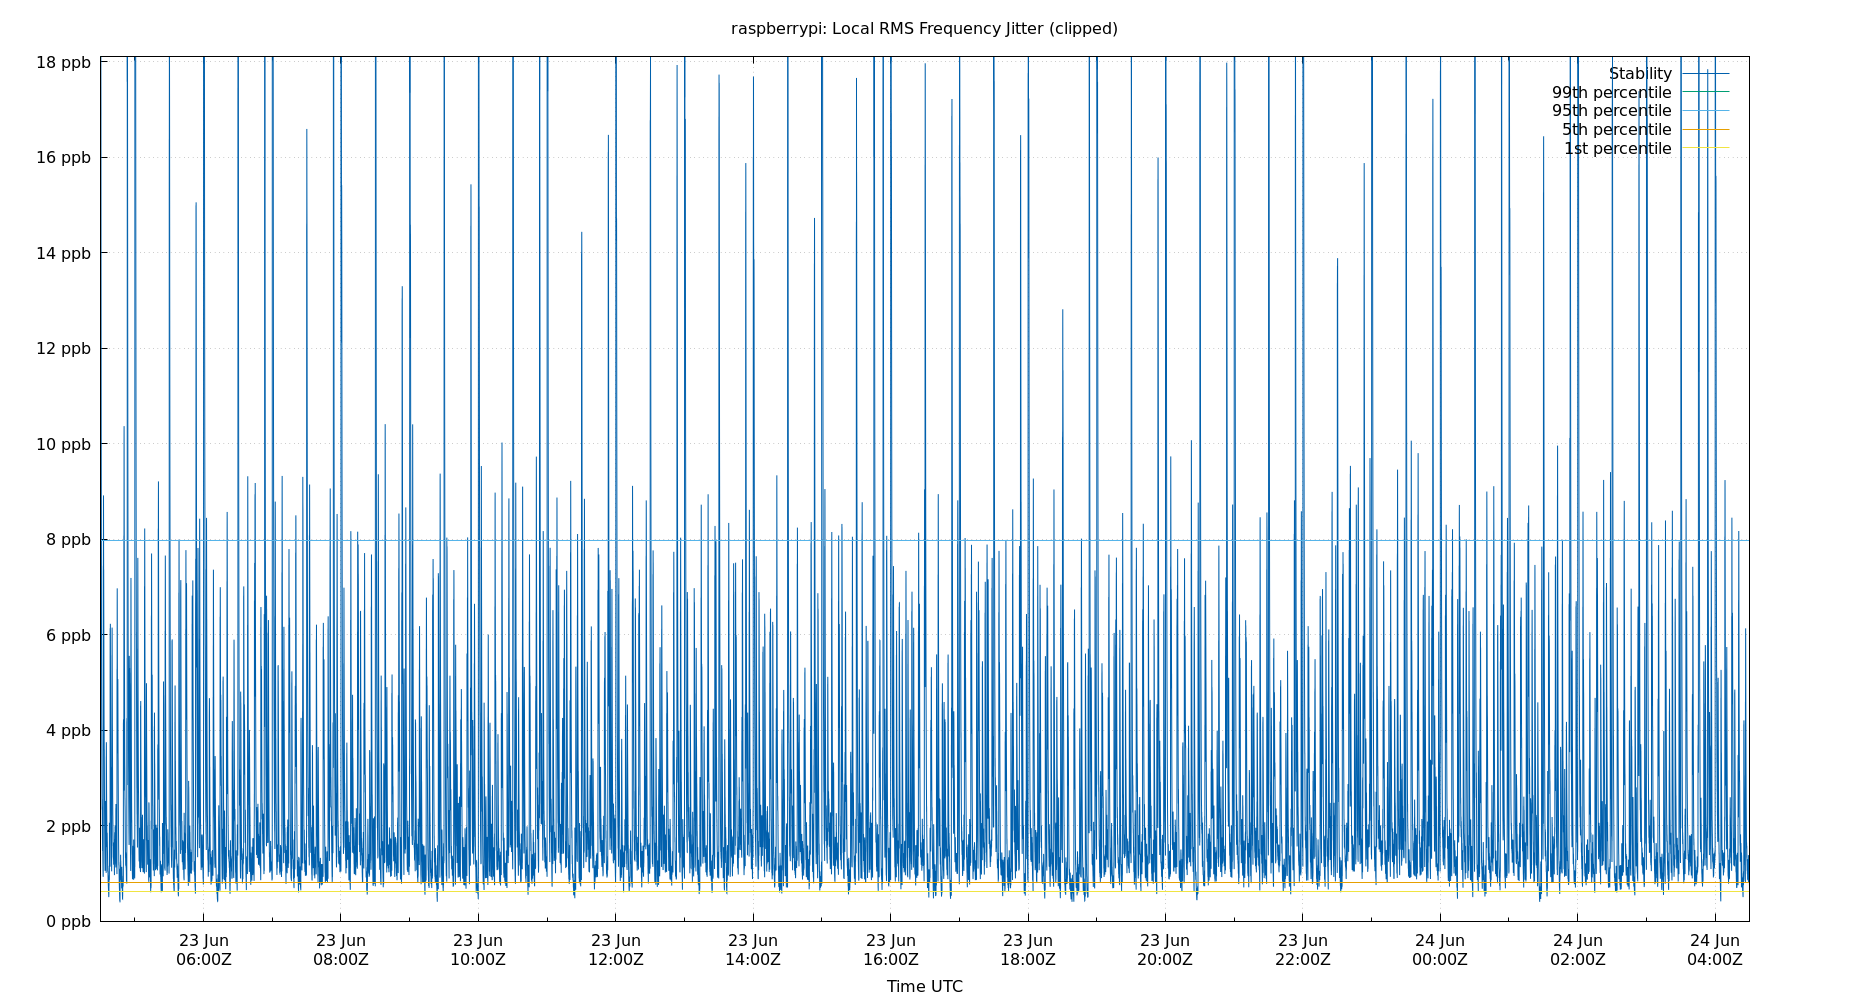 raspberrypi: Local RMS Frequency Jitter (clipped)
18 ppb
16 ppb
14 ppb
12 ppb
10 ppb
8 ppb
6 ppb
4 ppb
2 ppb
0 ppb
Stability
99th percentile
95th percentile
5th percentile
1st percentile
23 Jun 06:00Z
23 Jun 08:00Z
23 Jun 10:00Z
23 Jun 12:00Z
23 Jun 14:00Z
23 Jun 16:00Z
23 Jun 18:00Z
23 Jun 20:00Z
23 Jun 22:00Z
24 Jun 00:00Z
24 Jun 02:00Z
24 Jun 04:00Z
Time UTC